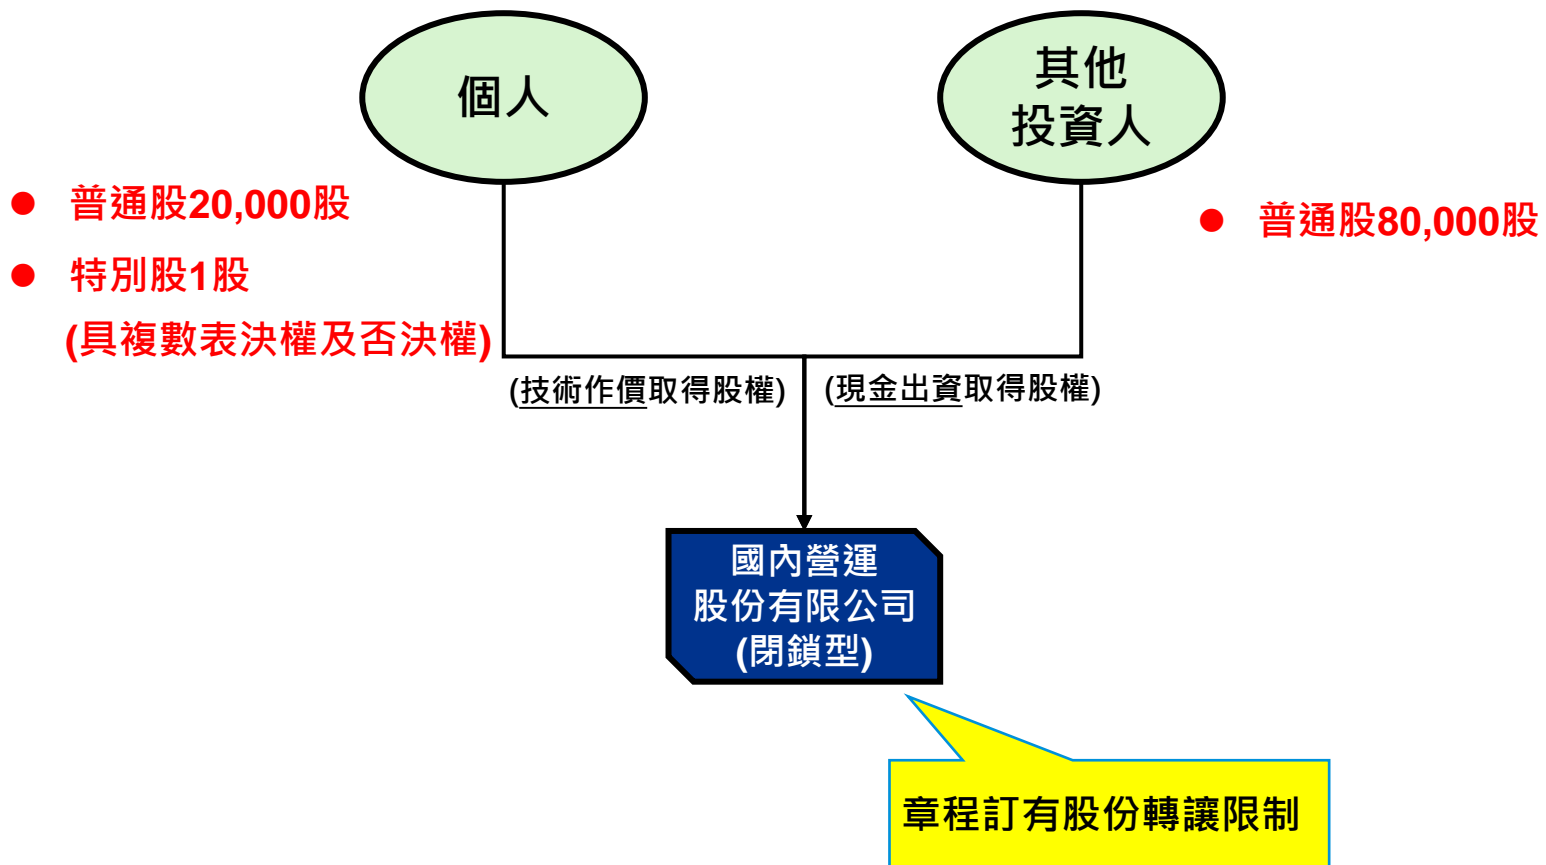 個人
其他
投資人
● 普通股20,000股
● 特別股1股
(具複數表決權及否決權)
● 普通股80,000股
(技術作價取得股權)
(現金出資取得股權)
國內營運
股份有限公司
(閉鎖型)
章程訂有股份轉讓限制